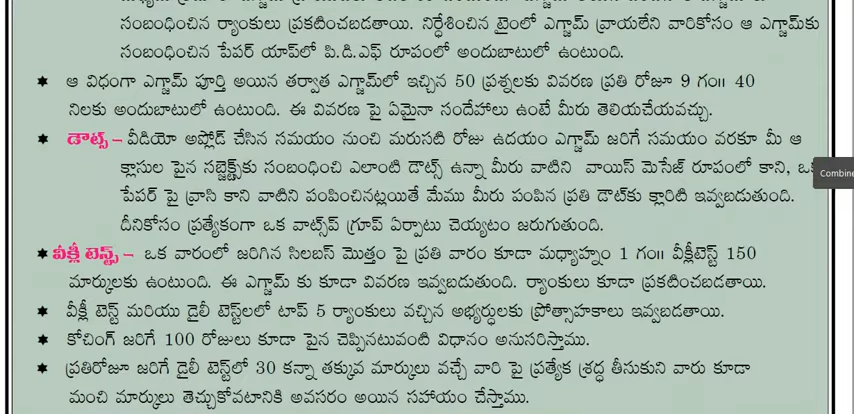 సంబంధించిన ర్యాంకులు ప్రకటించబడతాయి. నిర్దేశించిన టైంలో ఎగ్జామ్ వ్రాయలేని వారికోసం ఆ ఎగ్జామ్‌కు
సంబంధించిన పేపర్ యాప్‌లో పి.డి.ఎఫ్ రూపంలో అందుబాటులో ఉంటుంది.
* ఆ విధంగా ఎగ్జామ్ పూర్తి అయిన తర్వాత ఎగ్జామ్‌లో ఇచ్చిన 50 ప్రశ్నలకు వివరణ ప్రతి రోజూ 9 గం॥ 40
నిలకు అందుబాటులో ఉంటుంది. ఈ వివరణ పై ఏమైనా సందేహాలు ఉంటే మీరు తెలియచేయవచ్చు.
* డౌట్స్ – వీడియో అప్లోడ్ చేసిన సమయం నుంచి మరుసటి రోజు ఉదయం ఎగ్జామ్ జరిగే సమయం వరకూ మీ ఆ
క్లాసుల పైన సబ్జెక్ట్స్‌కు సంబంధించి ఎలాంటి డౌట్స్ ఉన్నా మీరు వాటిని వాయిస్ మెసేజ్ రూపంలో కాని, ఒక
పేపర్ పై వ్రాసి కాని వాటిని పంపించినట్లయితే మేము మీరు పంపిన ప్రతి డౌట్‌కు క్లారిటి ఇవ్వబడుతుంది.
దీనికోసం ప్రత్యేకంగా ఒక వాట్సప్ గ్రూప్ ఏర్పాటు చెయ్యటం జరుగుతుంది.
* వీక్లీ టెస్ట్స్ – ఒక వారంలో జరిగిన సిలబస్ మొత్తం పై ప్రతి వారం కూడా మధ్యాహ్నం 1 గం॥ వీక్లీటెస్ట్ 150
మార్కులకు ఉంటుంది. ఈ ఎగ్జామ్ కు కూడా వివరణ ఇవ్వబడుతుంది. ర్యాంకులు కూడా ప్రకటించబడతాయి.
* వీక్లీ టెస్ట్ మరియు డైలీ టెస్ట్‌లలో టాప్ 5 ర్యాంకులు వచ్చిన అభ్యర్థులకు ప్రోత్సాహకాలు ఇవ్వబడతాయి.
* కోచింగ్ జరిగే 100 రోజులు కూడా పైన చెప్పినటువంటి విధానం అనుసరిస్తాము.
* ప్రతిరోజూ జరిగే డైలీ టెస్ట్‌లో 30 కన్నా తక్కువ మార్కులు వచ్చే వారి పై ప్రత్యేక శ్రద్ధ తీసుకుని వారు కూడా
మంచి మార్కులు తెచ్చుకోవటానికి అవసరం అయిన సహాయం చేస్తాము.
Combine